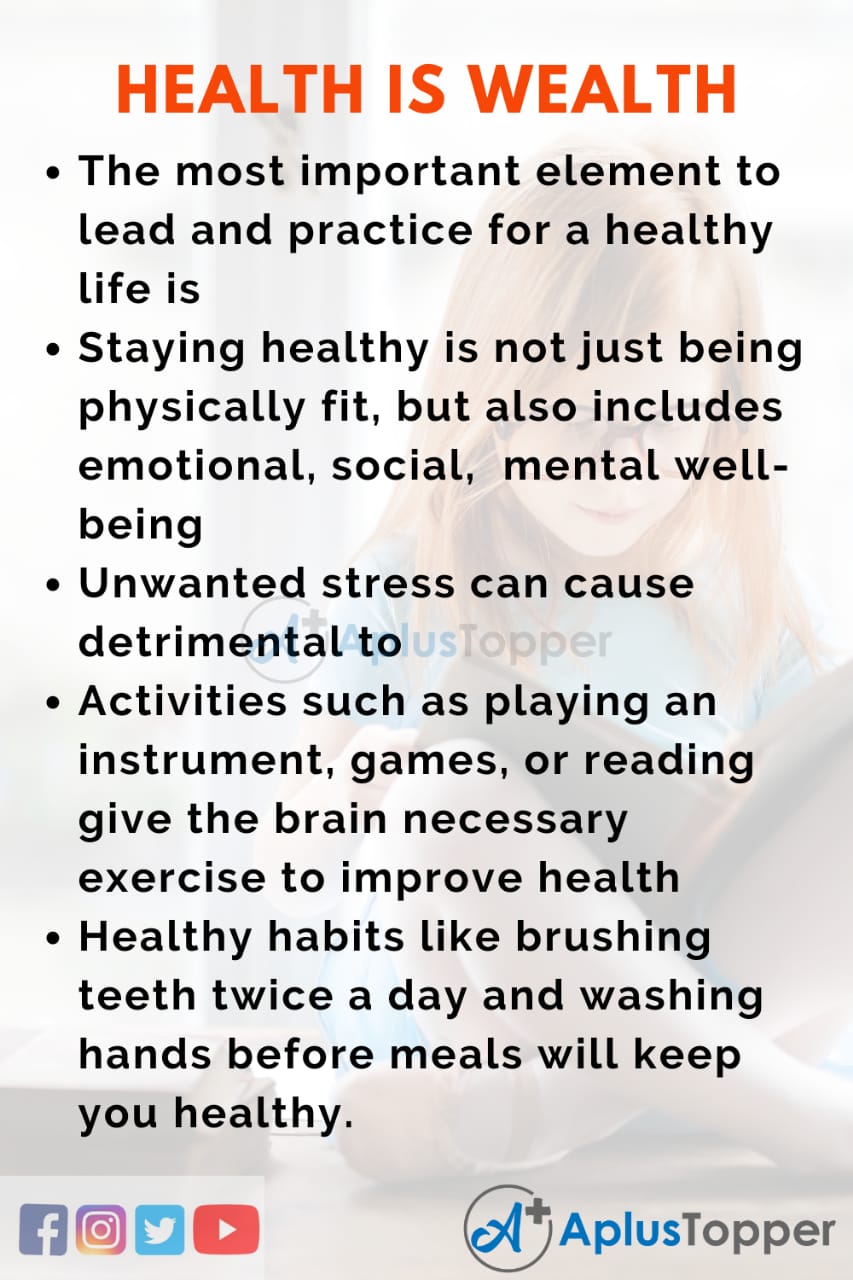 HEALTH IS WEALTH
• The most important element to
lead and practice for a healthy
life is
• Staying healthy is not just being
physically fit, but also includes
emotional, social,  mental well-
being
• Unwanted stress can cause
detrimental to
AplusTopper
• Activities such as playing an
instrument, games, or reading
give the brain necessary
exercise to improve health
• Healthy habits like brushing
teeth twice a day and washing
hands before meals will keep
you healthy.
A+ AplusTopper